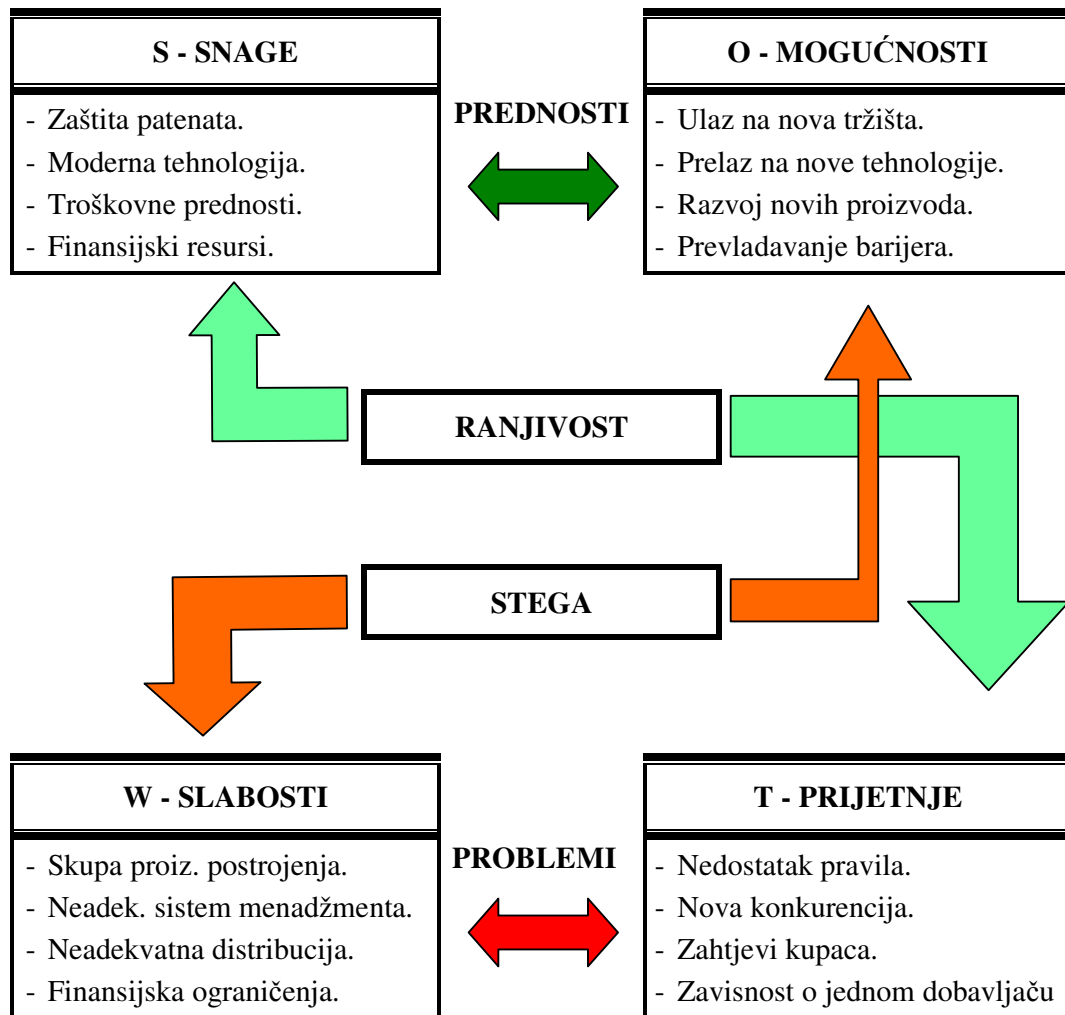 S - SNAGE
- Zaštita patenata.
- Moderna tehnologija.
- Troškovne prednosti.
- Finansijski resursi.
PREDNOSTI
O - MOGUĆNOSTI
- Ulaz na nova tržišta.
- Prelaz na nove tehnologije.
- Razvoj novih proizvoda.
- Prevladavanje barijera.
RANJIVOST
STEGA
W - SLABOSTI
- Skupa proiz. postrojenja.
- Neadek. sistem menadžmenta.
- Neadekvatna distribucija.
- Finansijska ograničenja.
PROBLEMI
T - PRIJETNJE
- Nedostatak pravila.
- Nova konkurencija.
- Zahtjevi kupaca.
- Zavisnost o jednom dobavljaču